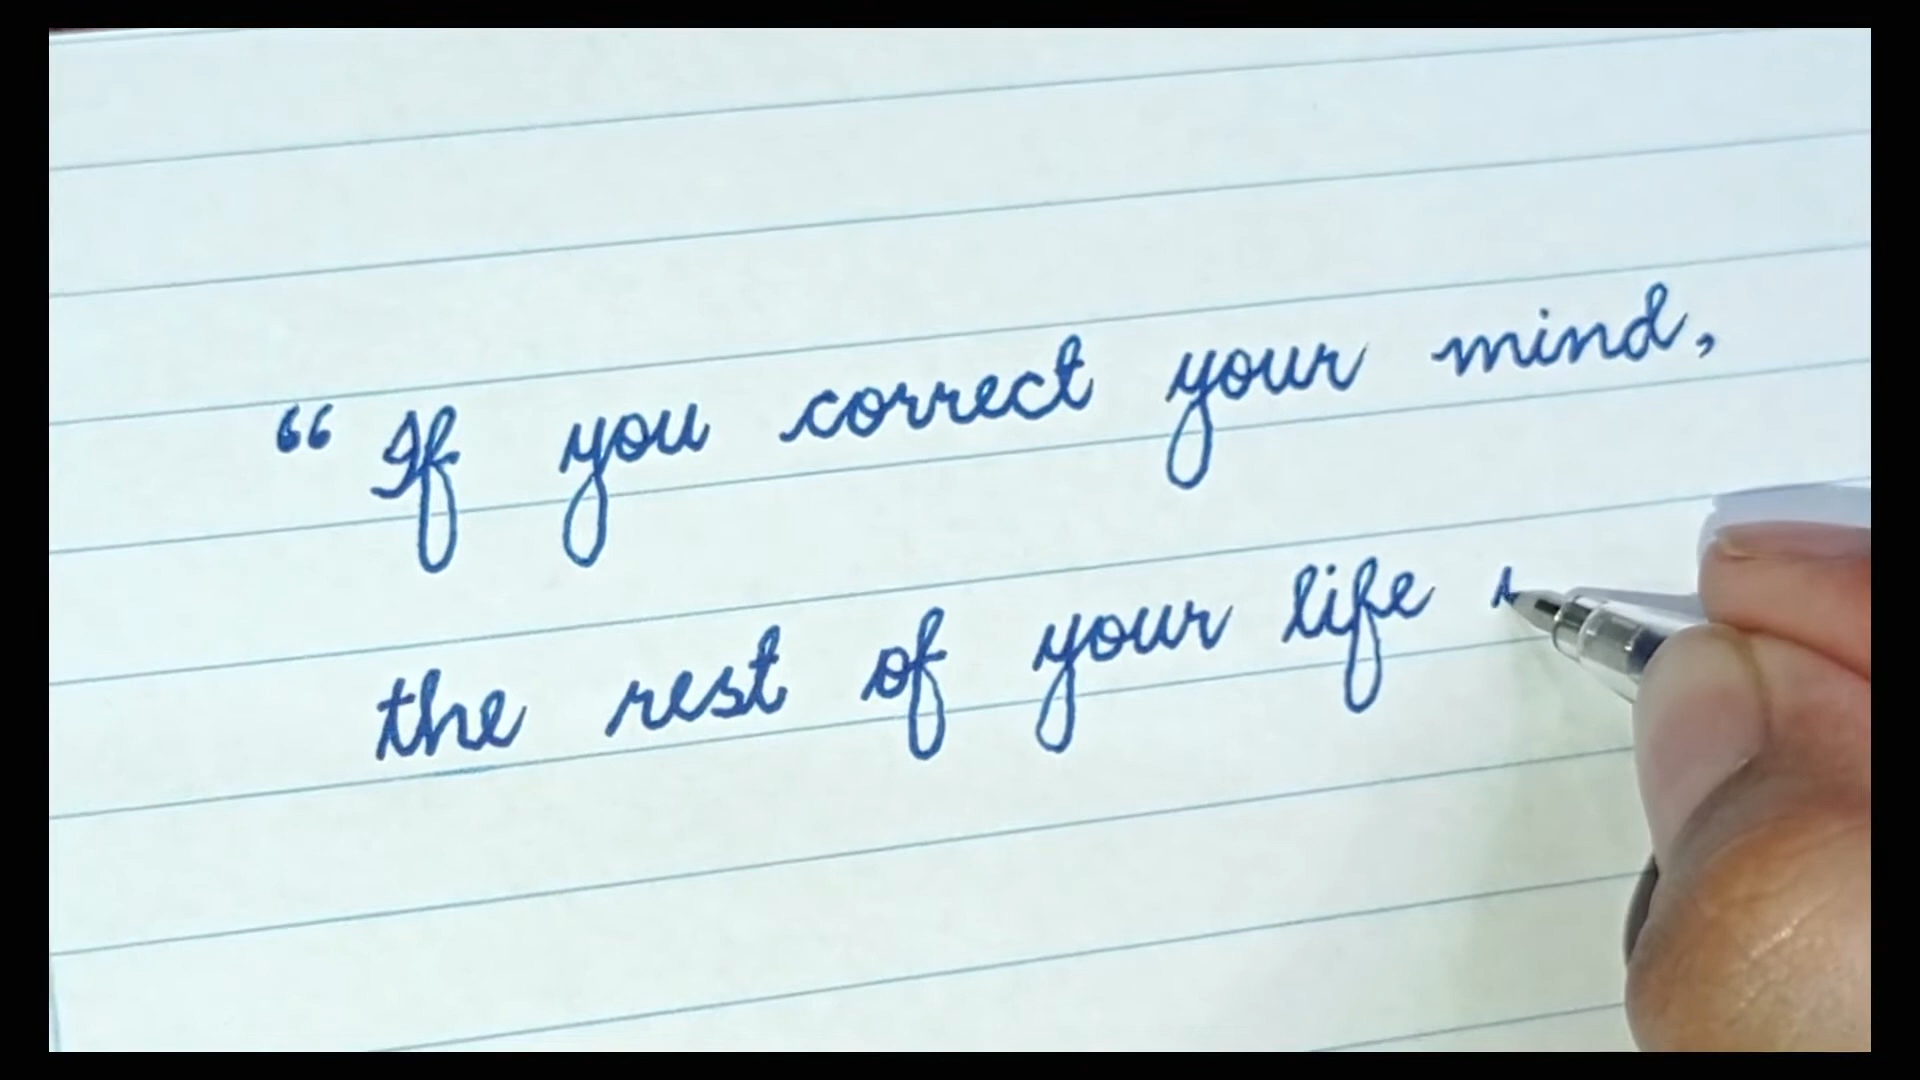 “If you correct your mind,
the rest of your life